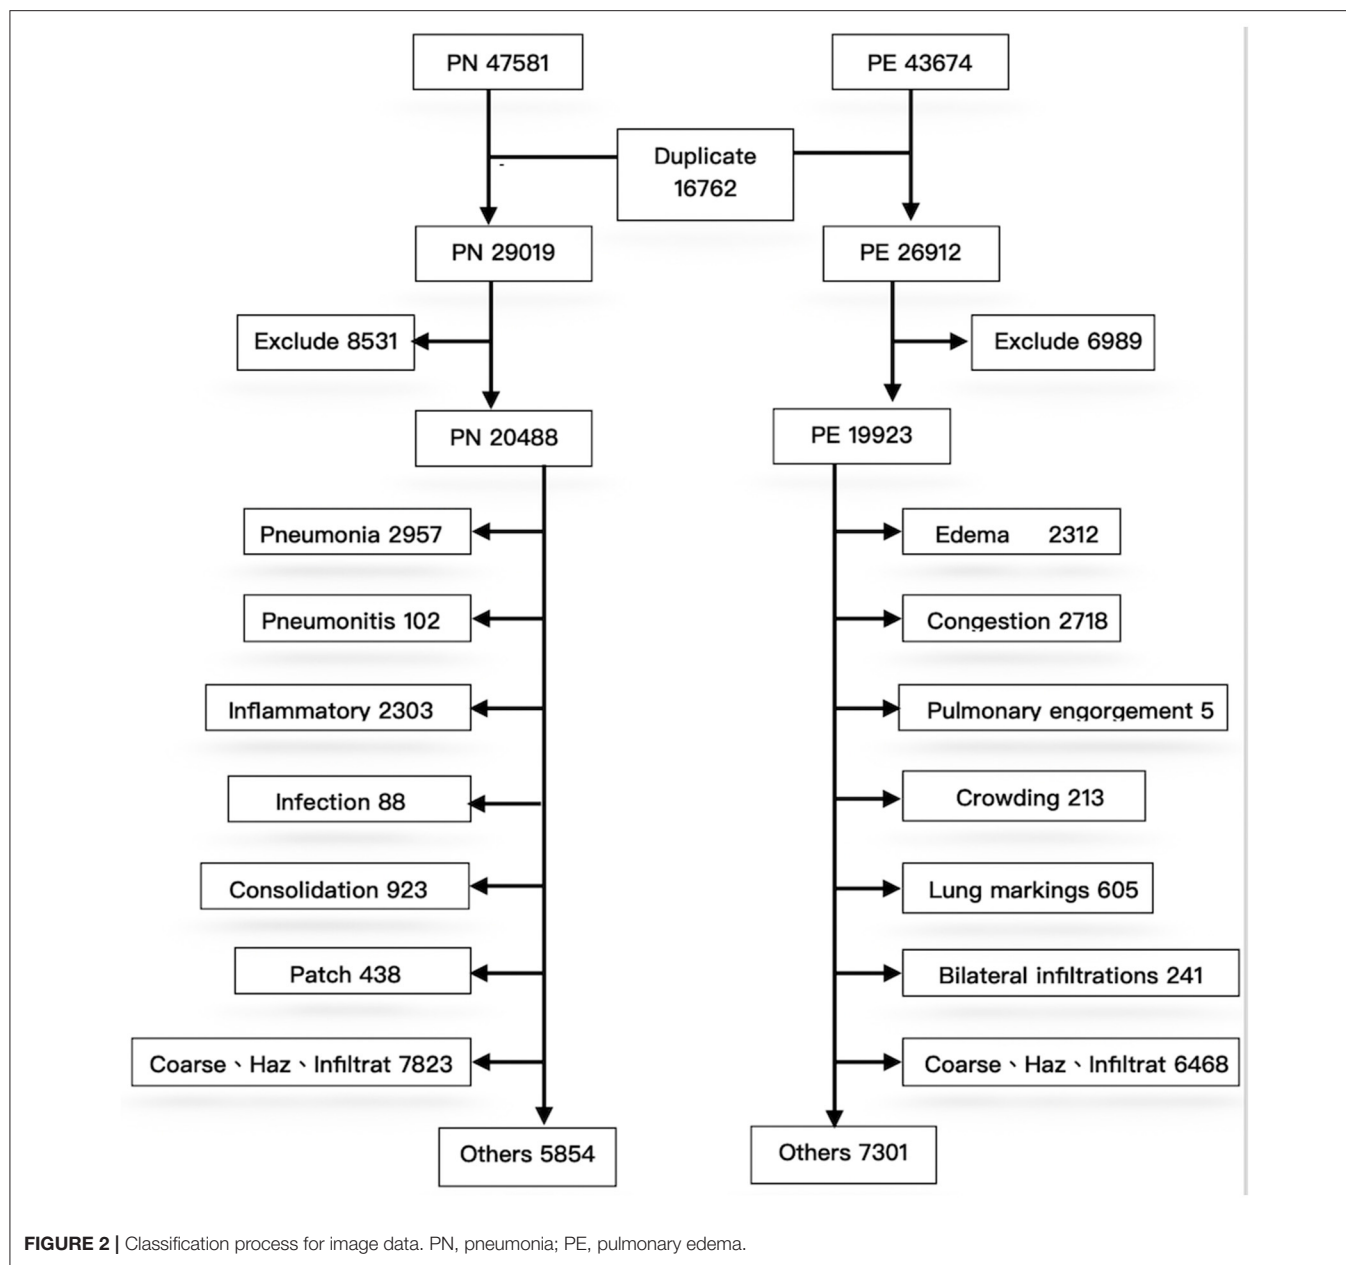 PN 47581
PE 43674
Duplicate
16762
PN 29019
PE 26912
Exclude 8531
Exclude 6989
PN 20488
PE 19923
Pneumonia 2957
Edema 2312
Pneumonitis 102
Congestion 2718
Inflammatory 2303
Pulmonary engorgement 5
Infection 88
Crowding 213
Consolidation 923
Lung markings 605
Patch 438
Bilateral infiltrations 241
Coarse、Haz、Infiltrat 7823
Coarse、Haz、Infiltrat 6468
Others 5854
Others 7301
FIGURE 2 | Classification process for image data. PN, pneumonia; PE, pulmonary edema.